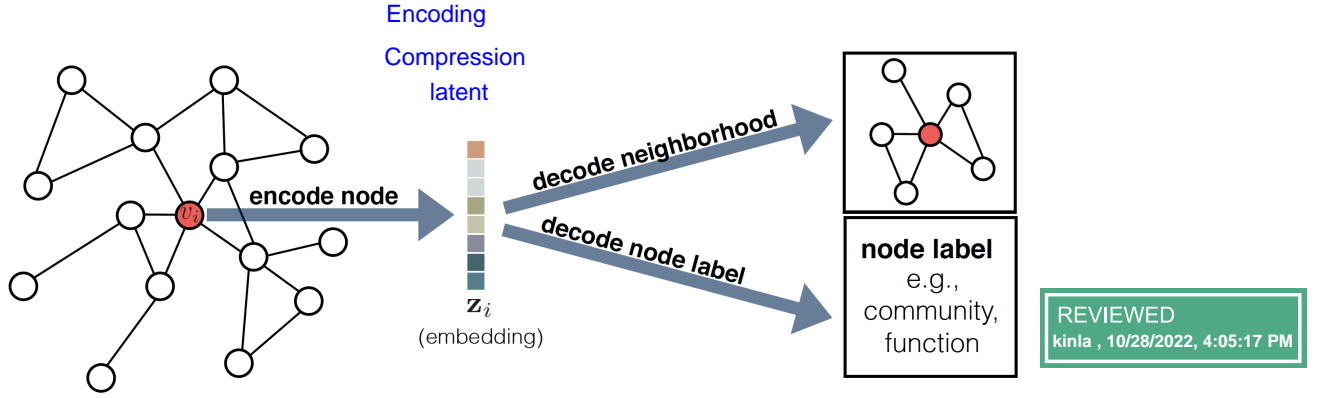 Encoding
Compression
latent
v_i
encode node
z_i
(embedding)
decode neighborhood
decode node label
node label
e.g.,
community,
function
REVIEWED
kinla , 10/28/2022, 4:05:17 PM